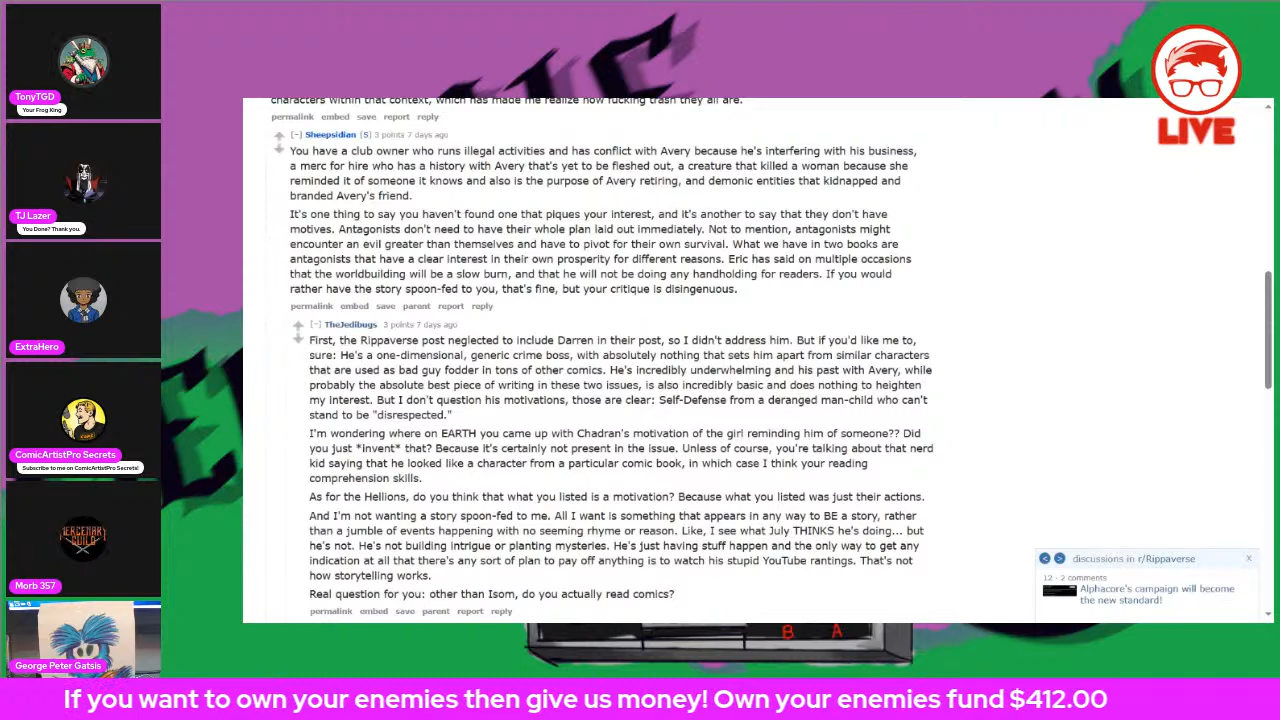 TonyTGD
Your Frog King
TJ Lazer
You Done? Thank you.
ExtraHero
ComicArtistPro Secrets
Subscribe to me on ComicArtistPro Secrets!
MERCENARY
GUILD
Morb 357
George Peter Gatsis
LIVE
characters within that context, which has made me realize how fucking trash they all are.
permalink embed save report reply
[-] Sheepsidian [S] 3 points 7 days ago
You have a club owner who runs illegal activities and has conflict with Avery because he's interfering with his business,
a merc for hire who has a history with Avery that's yet to be fleshed out, a creature that killed a woman because she
reminded it of someone it knows and also is the purpose of Avery retiring, and demonic entities that kidnapped and
branded Avery's friend.
It's one thing to say you haven't found one that piques your interest, and it's another to say that they don't have
motives. Antagonists don't need to have their whole plan laid out immediately. Not to mention, antagonists might
encounter an evil greater than themselves and have to pivot for their own survival. What we have in two books are
antagonists that have a clear interest in their own prosperity for different reasons. Eric has said on multiple occasions
that the worldbuilding will be a slow burn, and that he will not be doing any handholding for readers. If you would
rather have the story spoon-fed to you, that's fine, but your critique is disingenuous.
permalink embed save parent report reply
[-] TheJedibugs 3 points 7 days ago
First, the Rippaverse post neglected to include Darren in their post, so I didn't address him. But if you'd like me to,
sure: He's a one-dimensional, generic crime boss, with absolutely nothing that sets him apart from similar characters
that are used as bad guy fodder in tons of other comics. He's incredibly underwhelming and his past with Avery, while
probably the absolute best piece of writing in these two issues, is also incredibly basic and does nothing to heighten
my interest. But I don't question his motivations, those are clear: Self-Defense from a deranged man-child who can't
stand to be "disrespected."
I'm wondering where on EARTH you came up with Chadran's motivation of the girl reminding him of someone?? Did
you just *invent* that? Because it's certainly not present in the issue. Unless of course, you're talking about that nerd
kid saying that he looked like a character from a particular comic book, in which case I think your reading
comprehension skills.
As for the Hellions, do you think that what you listed is a motivation? Because what you listed was just their actions.
And I'm not wanting a story spoon-fed to me. All I want is something that appears in any way to BE a story, rather
than a jumble of events happening with no seeming rhyme or reason. Like, I see what July THINKS he's doing... but
he's not. He's not building intrigue or planting mysteries. He's just having stuff happen and the only way to get any
indication at all that there's any sort of plan to pay off anything is to watch his stupid YouTube rantings. That's not
how storytelling works.
Real question for you: other than Isom, do you actually read comics?
permalink embed save parent report reply
< > discussions in r/Rippaverse X
12 · 2 comments
Alphacore's campaign will become
the new standard!
B A
If you want to own your enemies then give us money! Own your enemies fund $412.00